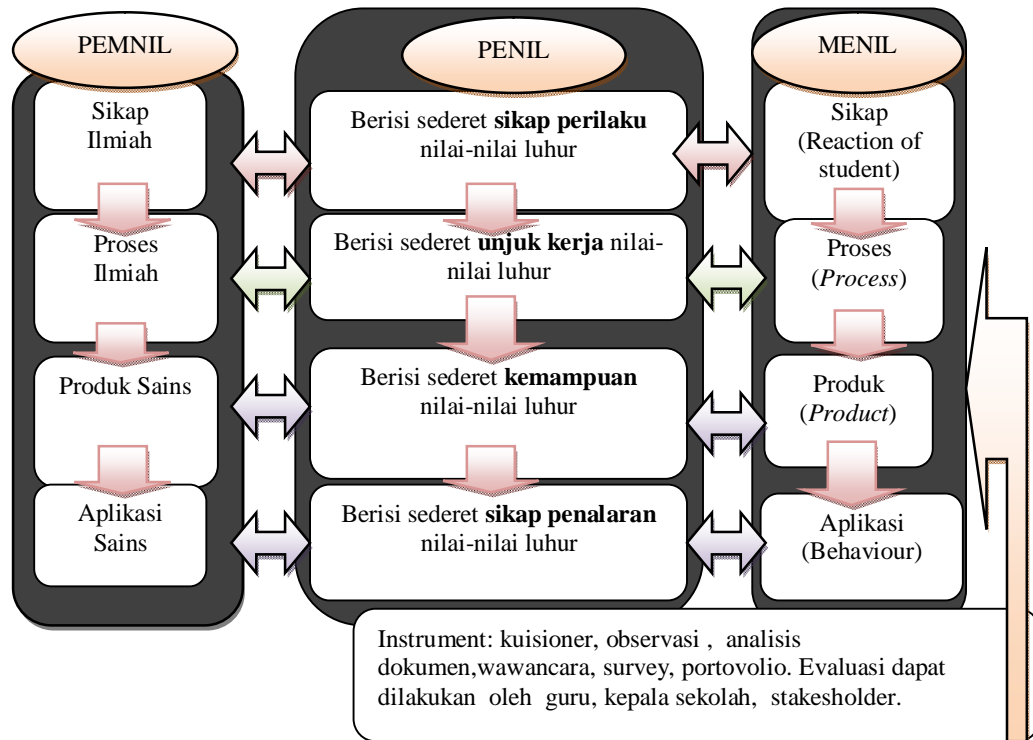 PEMNIL
Sikap
Ilmiah
Proses
Ilmiah
Produk Sains
Aplikasi
Sains
PENIL
Berisi sederet sikap perilaku
nilai-nilai luhur
Berisi sederet unjuk kerja nilai-
nilai luhur
Berisi sederet kemampuan
nilai-nilai luhur
Berisi sederet sikap penalaran
nilai-nilai luhur
MENIL
Sikap
(Reaction of
student)
Proses
(Process)
Produk
(Product)
Aplikasi
(Behaviour)
Instrument: kuisioner, observasi , analisis
dokumen,wawancara, survey, portovolio. Evaluasi dapat
dilakukan oleh guru, kepala sekolah, stakesholder.